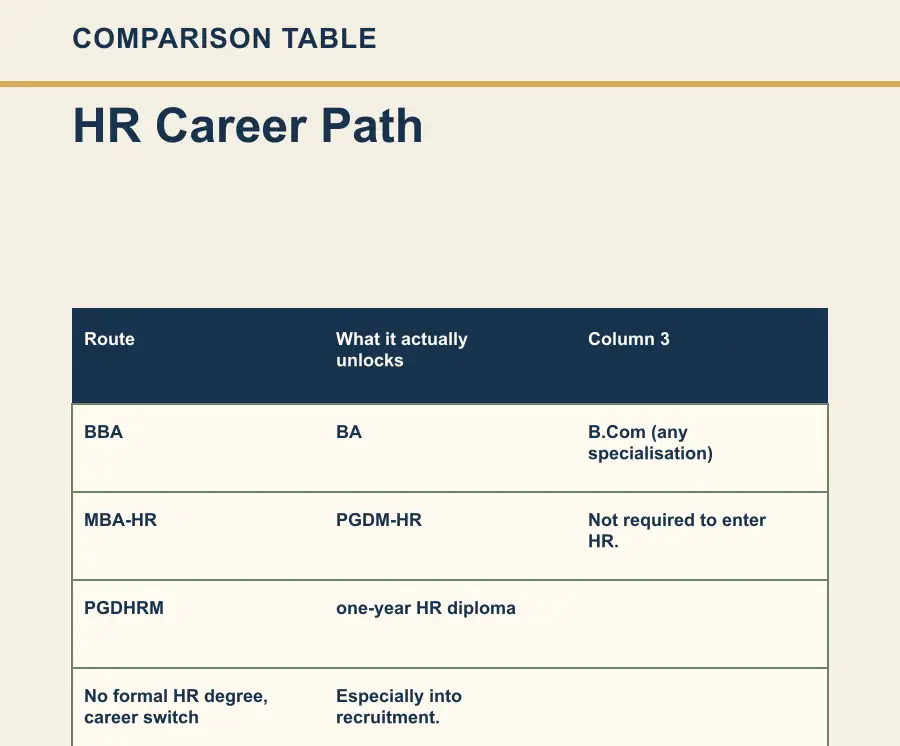 COMPARISON TABLE
HR Career Path
Route
What it actually
unlocks
Column 3
BBA
BA
B.Com (any
specialisation)
MBA-HR
PGDM-HR
Not required to enter
HR.
PGDHRM
one-year HR diploma
No formal HR degree,
career switch
Especially into
recruitment.